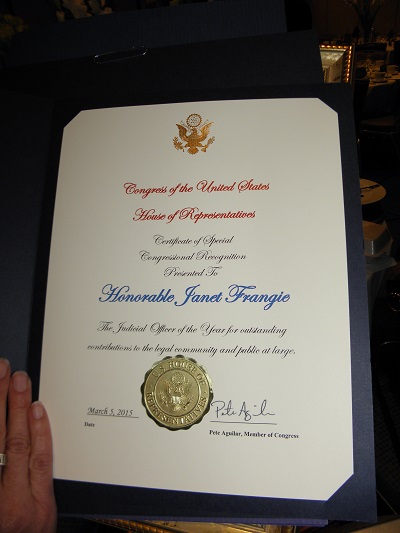 Congress of the United States
House of Representatives
Certificate of Special
Congressional Recognition
Presented To
Honorable Janet Frangie
The Judicial Officer of the Year for outstanding
contributions to the legal community and public at large.
U.S. HOUSE OF
REPRESENTATIVES
March 5, 2015
Date
Pete Aguilar
Pete Aguilar, Member of Congress